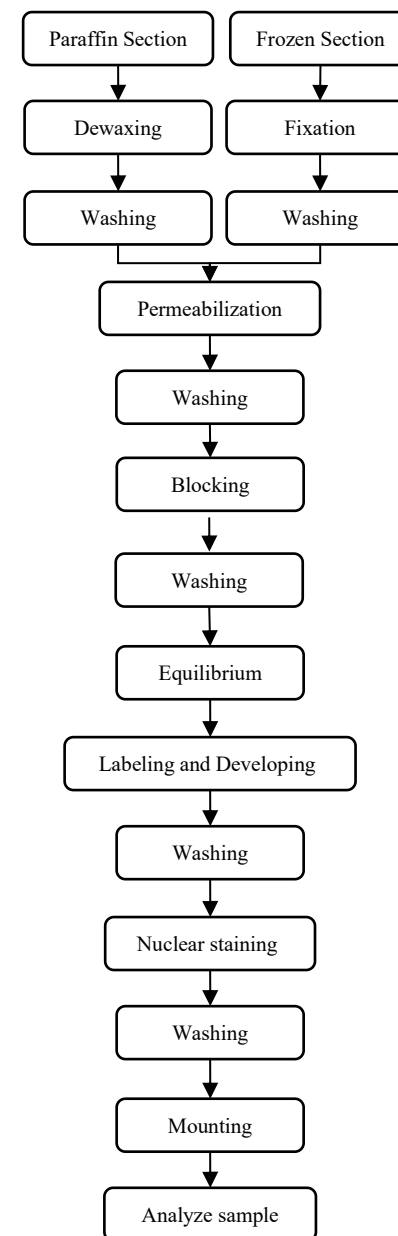 Paraffin Section
Frozen Section
Dewaxing
Fixation
Washing
Washing
Permeabilization
Washing
Blocking
Washing
Equilibrium
Labeling and Developing
Washing
Nuclear staining
Washing
Mounting
Analyze sample